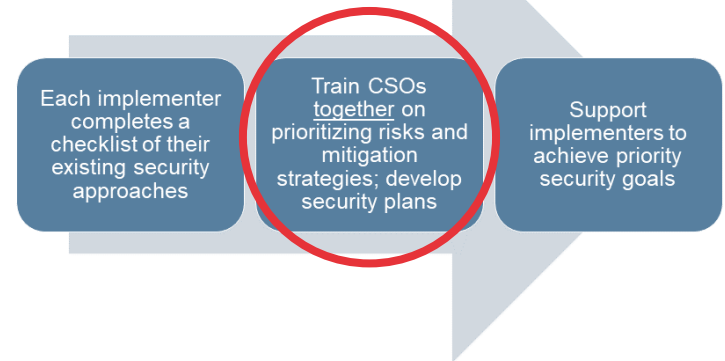 Each implementer
completes a
checklist of their
existing security
approaches
Train CSOs
together on
prioritizing risks and
mitigation
strategies; develop
security plans
Support
implementers to
achieve priority
security goals